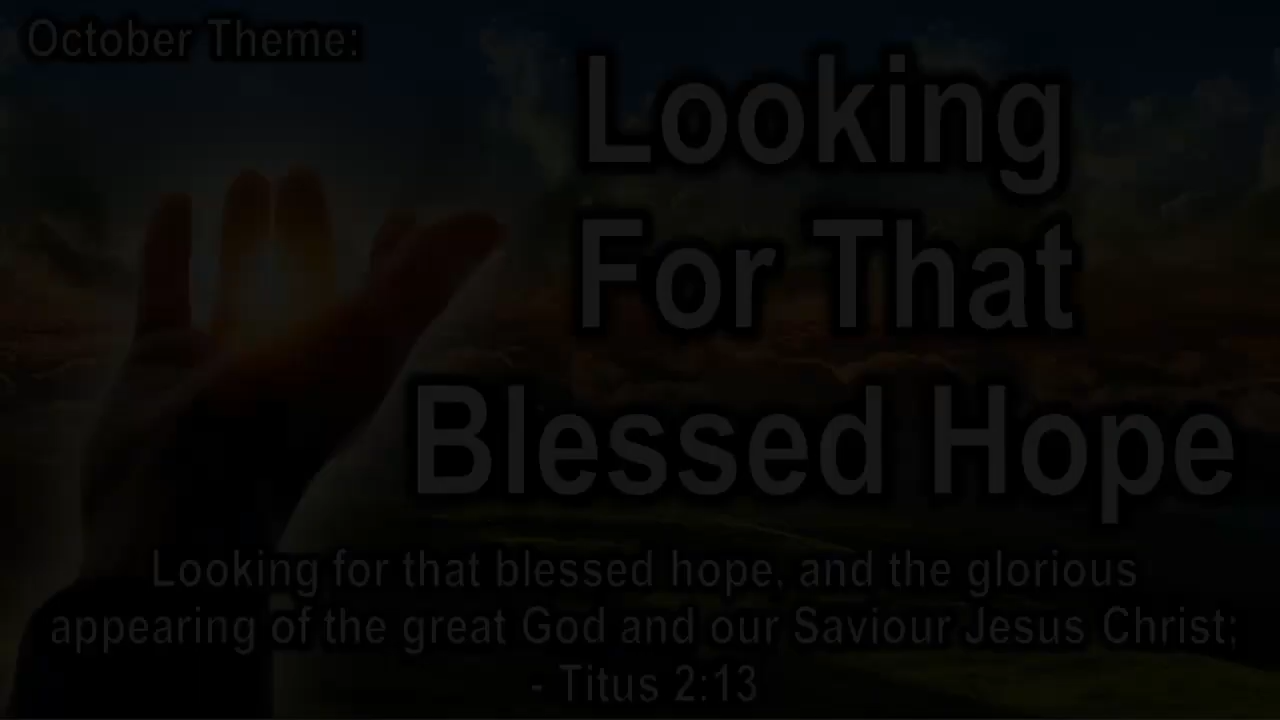 October Theme:
Looking
For That
Blessed Hope
Looking for that blessed hope, and the glorious
appearing of the great God and our Saviour Jesus Christ;
- Titus 2:13